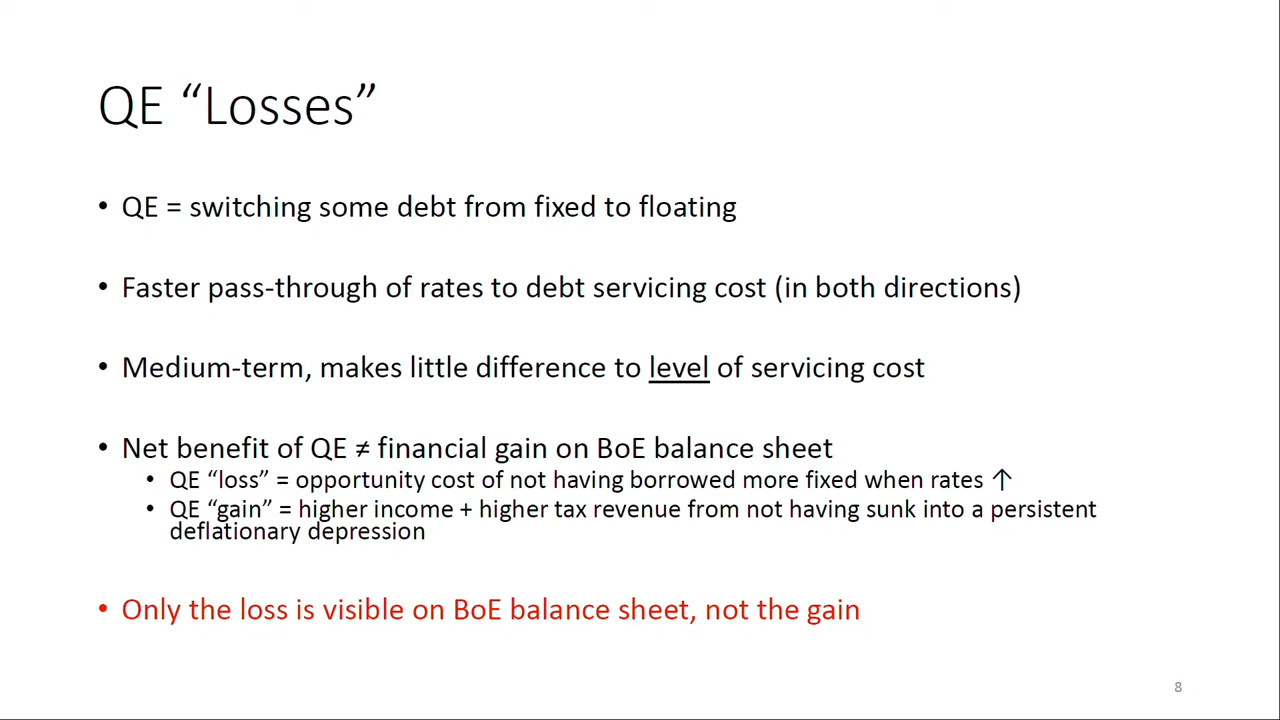 QE “Losses”
• QE = switching some debt from fixed to floating
• Faster pass-through of rates to debt servicing cost (in both directions)
• Medium-term, makes little difference to level of servicing cost
• Net benefit of QE ≠ financial gain on BoE balance sheet
• QE “loss” = opportunity cost of not having borrowed more fixed when rates ↑
• QE “gain” = higher income + higher tax revenue from not having sunk into a persistent
deflationary depression
• Only the loss is visible on BoE balance sheet, not the gain
8